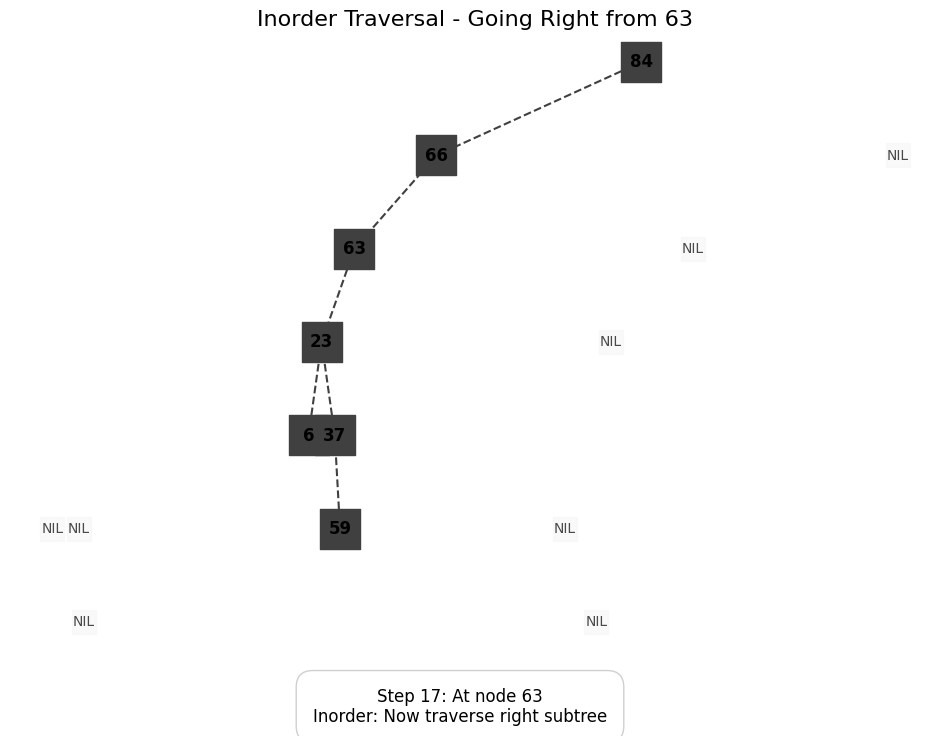 Inorder Traversal - Going Right from 63
84
66
NIL
63
NIL
23
NIL
6 37
NIL NIL
59
NIL
NIL
NIL
Step 17: At node 63
Inorder: Now traverse right subtree